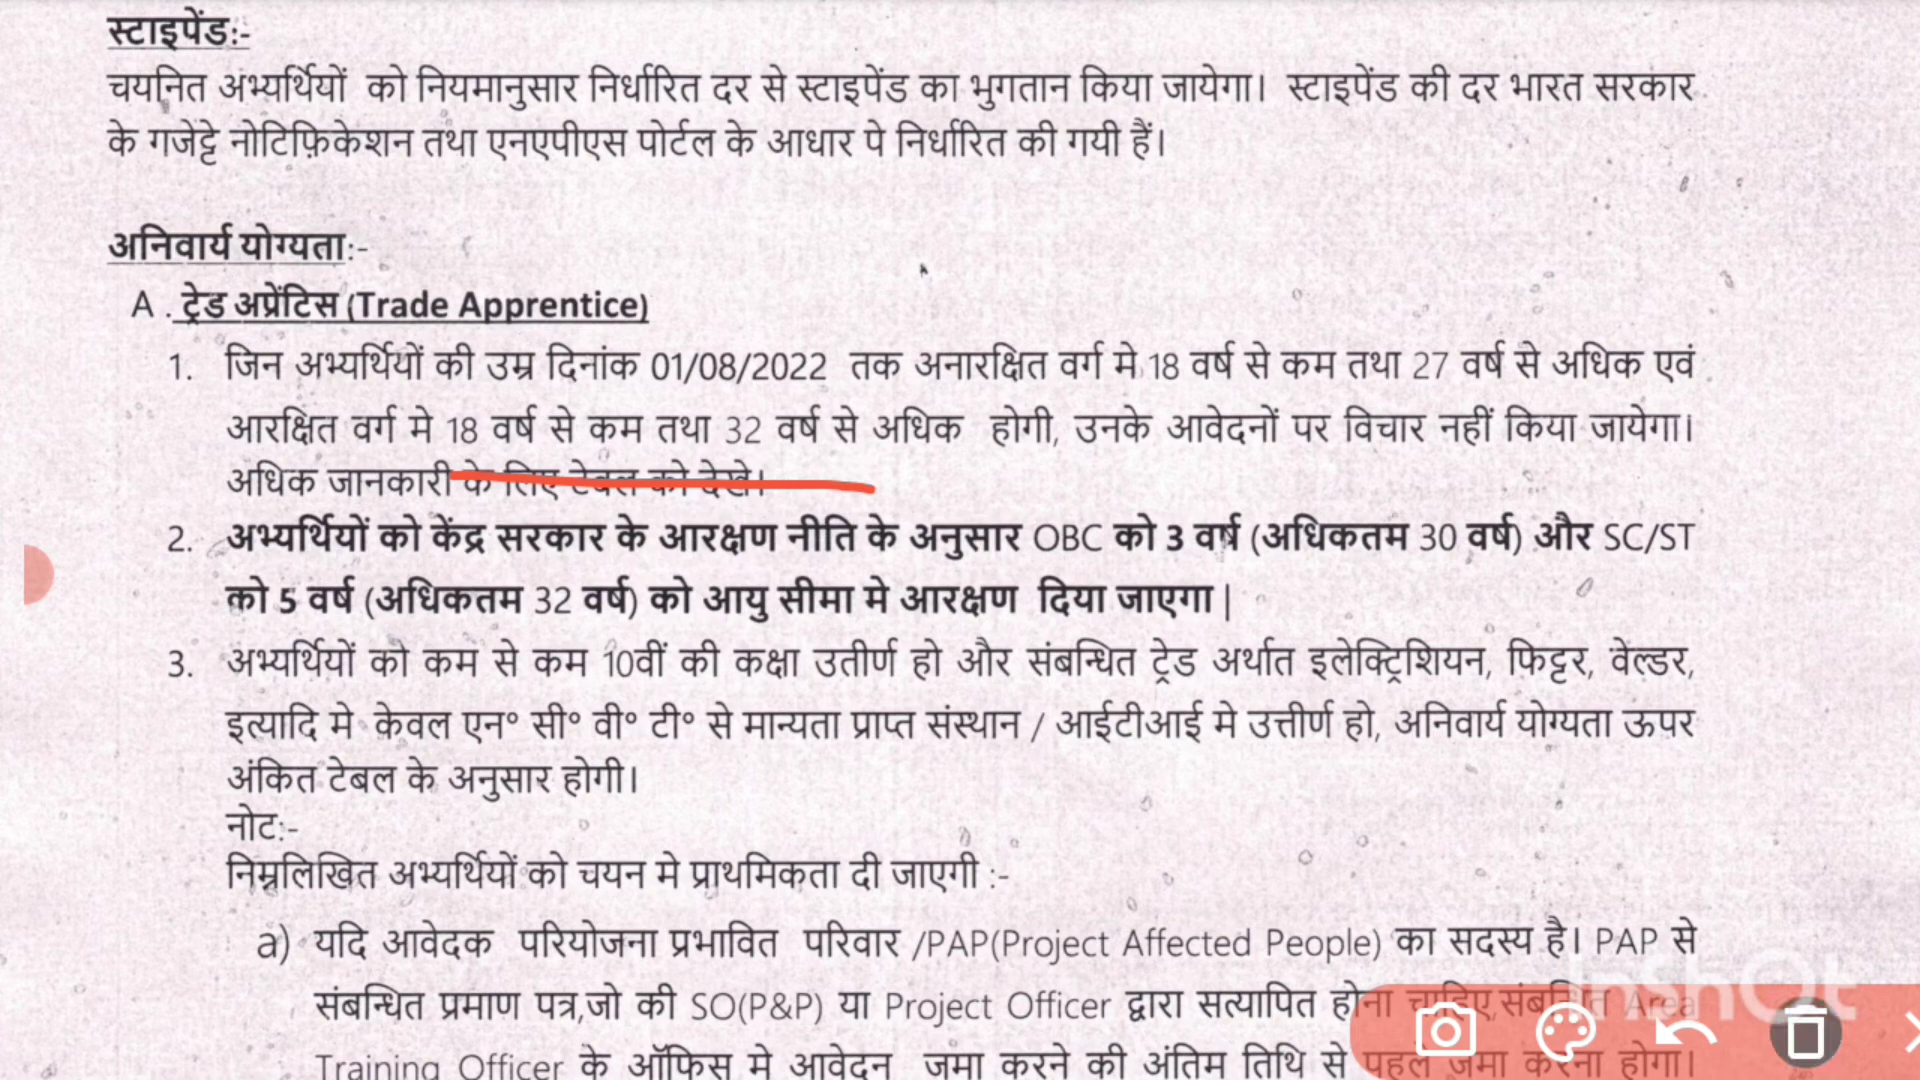 स्टाइपेंड:-
चयनित अभ्यर्थियों को नियमानुसार निर्धारित दर से स्टाइपेंड का भुगतान किया जायेगा। स्टाइपेंड की दर भारत सरकार
के गजेट्टे नोटिफ़िकेशन तथा एनएपीएस पोर्टल के आधार पे निर्धारित की गयी हैं।
अनिवार्य योग्यता:-
A . ट्रेड अप्रेंटिस (Trade Apprentice)
1. जिन अभ्यर्थियों की उम्र दिनांक 01/08/2022 तक अनारक्षित वर्ग मे 18 वर्ष से कम तथा 27 वर्ष से अधिक एवं
आरक्षित वर्ग मे 18 वर्ष से कम तथा 32 वर्ष से अधिक होगी, उनके आवेदनों पर विचार नहीं किया जायेगा।
अधिक जानकारी के लिए टेबल को देखे।
2. अभ्यर्थियों को केंद्र सरकार के आरक्षण नीति के अनुसार OBC को 3 वर्ष (अधिकतम 30 वर्ष) और SC/ST
को 5 वर्ष (अधिकतम 32 वर्ष) को आयु सीमा मे आरक्षण दिया जाएगा |
3. अभ्यर्थियों को कम से कम 10वीं की कक्षा उतीर्ण हो और संबन्धित ट्रेड अर्थात इलेक्ट्रिशियन, फिट्टर, वेल्डर,
इत्यादि मे केवल एन॰ सी॰ वी॰ टी॰ से मान्यता प्राप्त संस्थान / आईटीआई मे उत्तीर्ण हो, अनिवार्य योग्यता ऊपर
अंकित टेबल के अनुसार होगी।
नोट:-
निम्नलिखित अभ्यर्थियों को चयन मे प्राथमिकता दी जाएगी :-
a) यदि आवेदक परियोजना प्रभावित परिवार /PAP(Project Affected People) का सदस्य है। PAP से
संबन्धित प्रमाण पत्र,जो की SO(P&P) या Project Officer द्वारा सत्यापित होना चाहिए,संबन्धित Area
Training Officer के ऑफिस मे आवेदन जमा करने की अंतिम तिथि से पहले जमा करना होगा।
InShOt